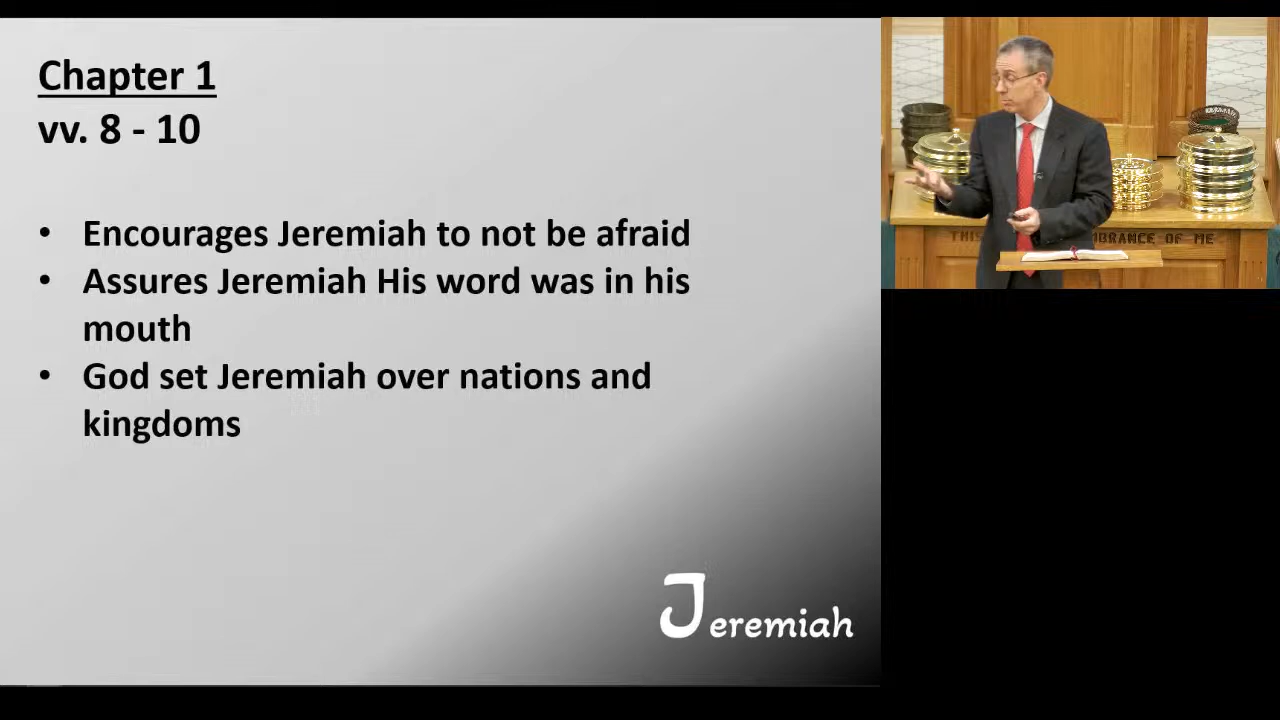 Chapter 1
vv. 8 - 10
• Encourages Jeremiah to not be afraid
• Assures Jeremiah His word was in his
mouth
• God set Jeremiah over nations and
kingdoms
Jeremiah
THIS
BRANCE OF ME